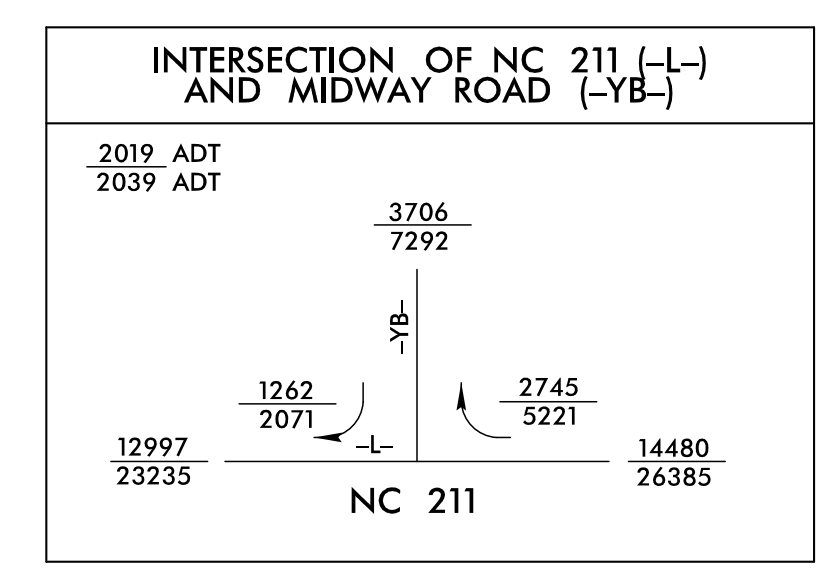 INTERSECTION OF NC 211 (-L-)
AND MIDWAY ROAD (-YB-)
2019 ADT
2039 ADT
3706
7292
-YB-
1262
2071
2745
5221
12997
23235
-L-
14480
26385
NC 211